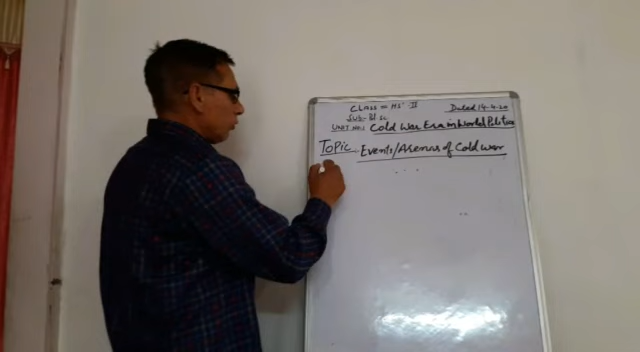 CLASS = HS-II Dated 14-4-20
SUB:- Pl Sc
UNIT NO:1 Cold War Era in World Politics
Topic:- Events/Arenas of Cold war